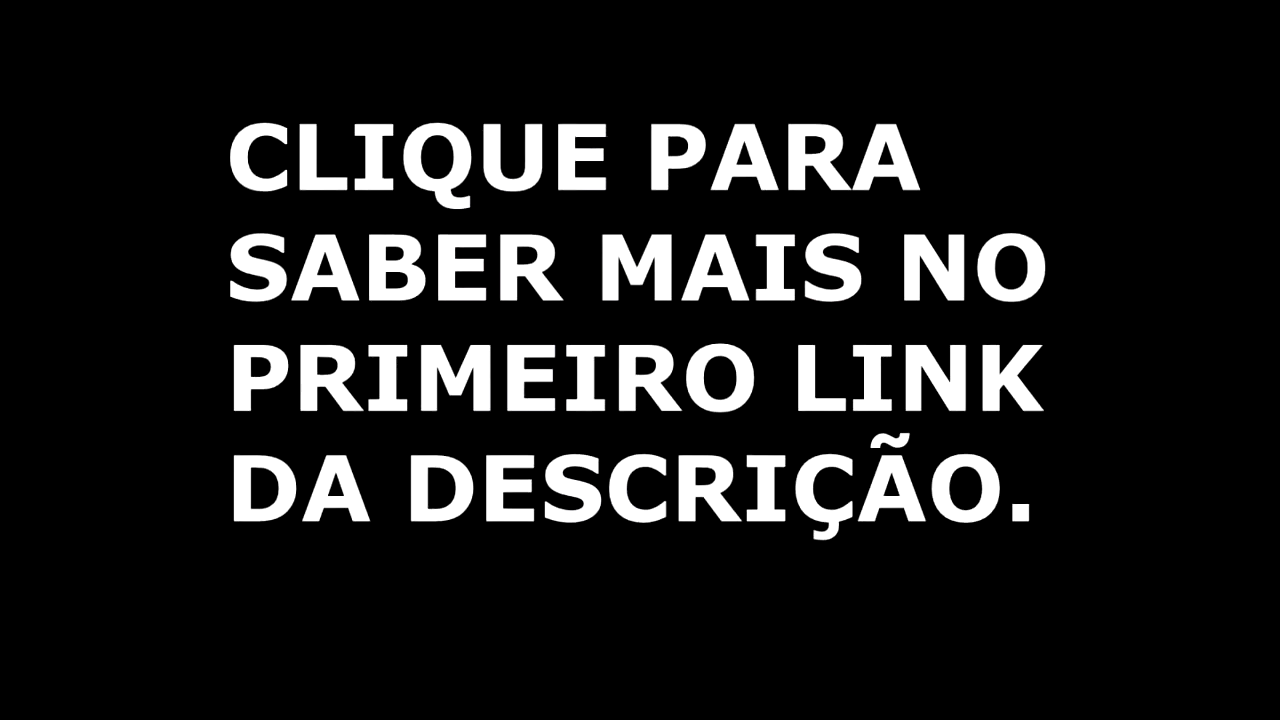 CLIQUE PARA
SABER MAIS NO
PRIMEIRO LINK
DA DESCRIÇÃO.